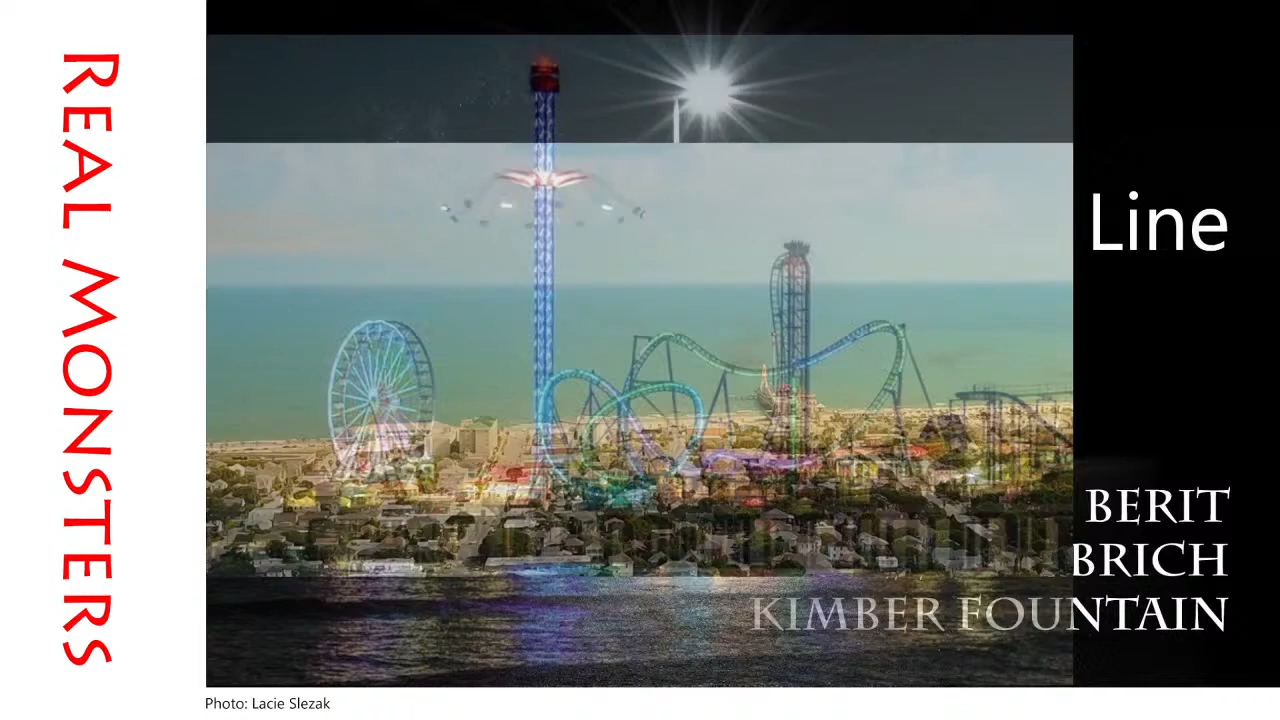 REAL MONSTERS
Line
BERIT
BRICH
KIMBER FOUNTAIN
Photo: Lacie Slezak